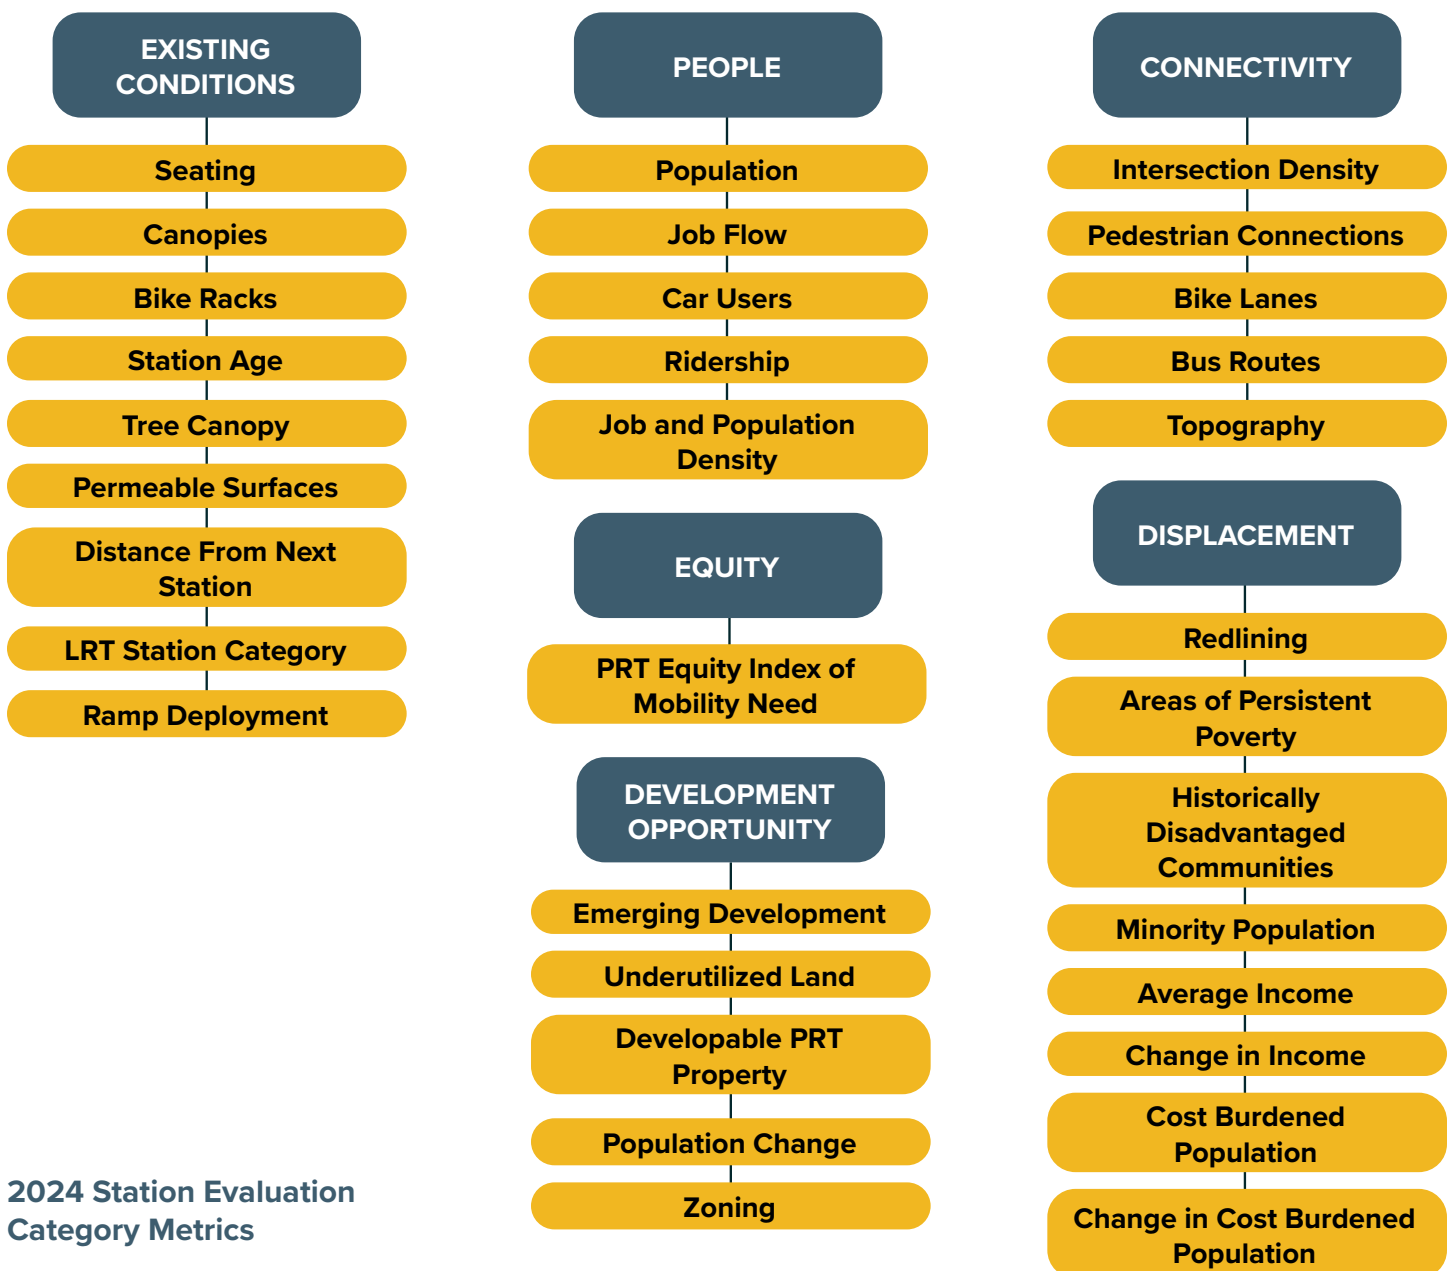 EXISTING
CONDITIONS
Seating
Canopies
Bike Racks
Station Age
Tree Canopy
Permeable Surfaces
Distance From Next
Station
LRT Station Category
Ramp Deployment
PEOPLE
Population
Job Flow
Car Users
Ridership
Job and Population
Density
EQUITY
PRT Equity Index of
Mobility Need
DEVELOPMENT
OPPORTUNITY
Emerging Development
Underutilized Land
Developable PRT
Property
Population Change
Zoning
CONNECTIVITY
Intersection Density
Pedestrian Connections
Bike Lanes
Bus Routes
Topography
DISPLACEMENT
Redlining
Areas of Persistent
Poverty
Historically
Disadvantaged
Communities
Minority Population
Average Income
Change in Income
Cost Burdened
Population
Change in Cost Burdened
Population
2024 Station Evaluation
Category Metrics